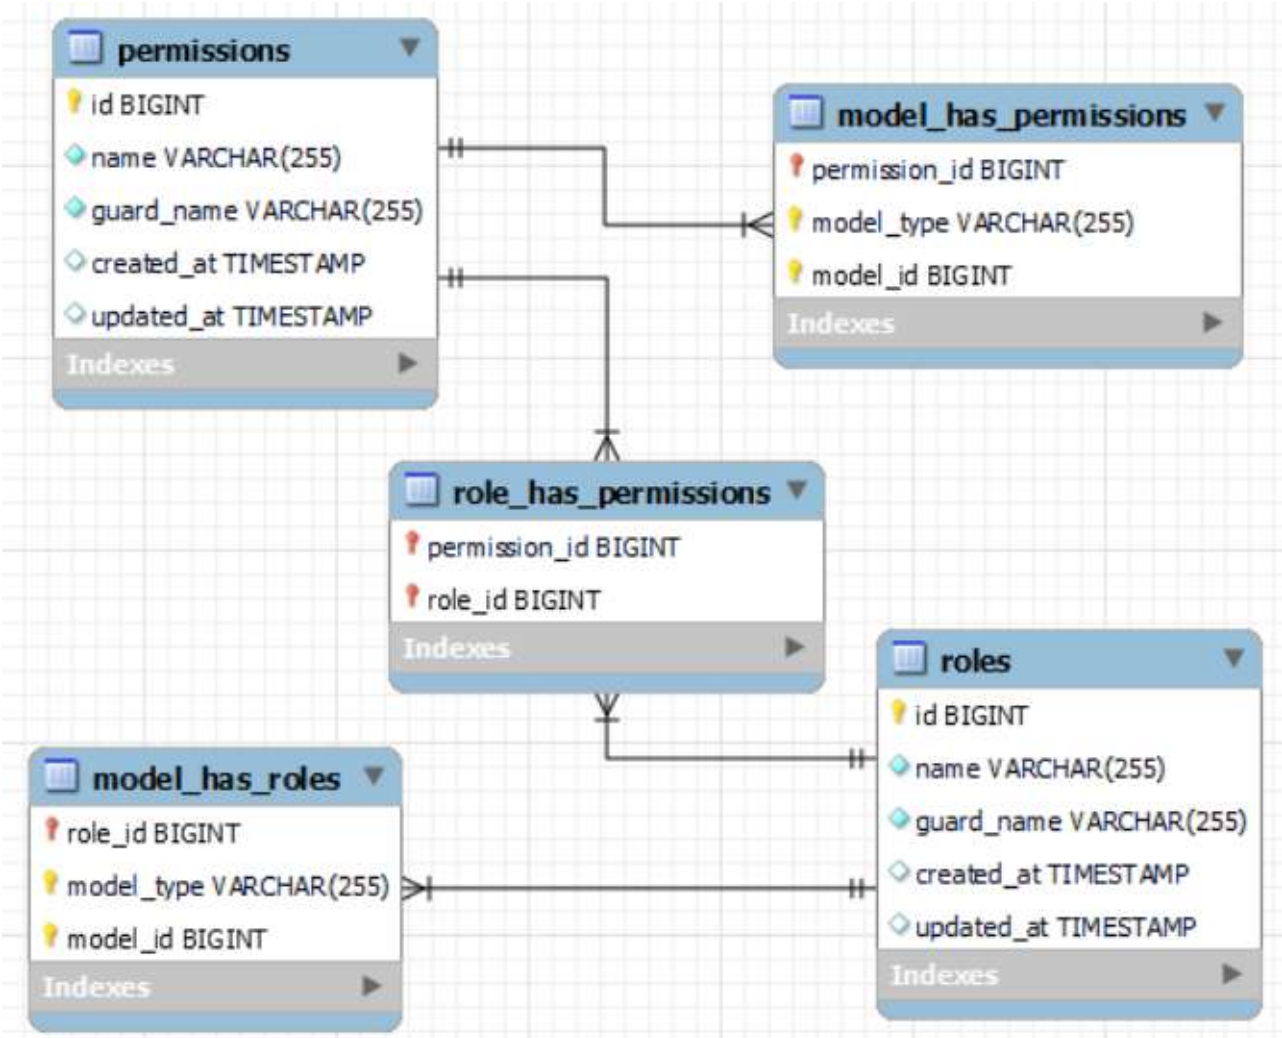 permissions
id BIGINT
name VARCHAR(255)
guard_name VARCHAR(255)
created_at TIMESTAMP
updated_at TIMESTAMP
Indexes
model_has_permissions
permission_id BIGINT
model_type VARCHAR(255)
model_id BIGINT
Indexes
role_has_permissions
permission_id BIGINT
role_id BIGINT
Indexes
roles
id BIGINT
name VARCHAR(255)
guard_name VARCHAR(255)
created_at TIMESTAMP
updated_at TIMESTAMP
Indexes
model_has_roles
role_id BIGINT
model_type VARCHAR(255)
model_id BIGINT
Indexes